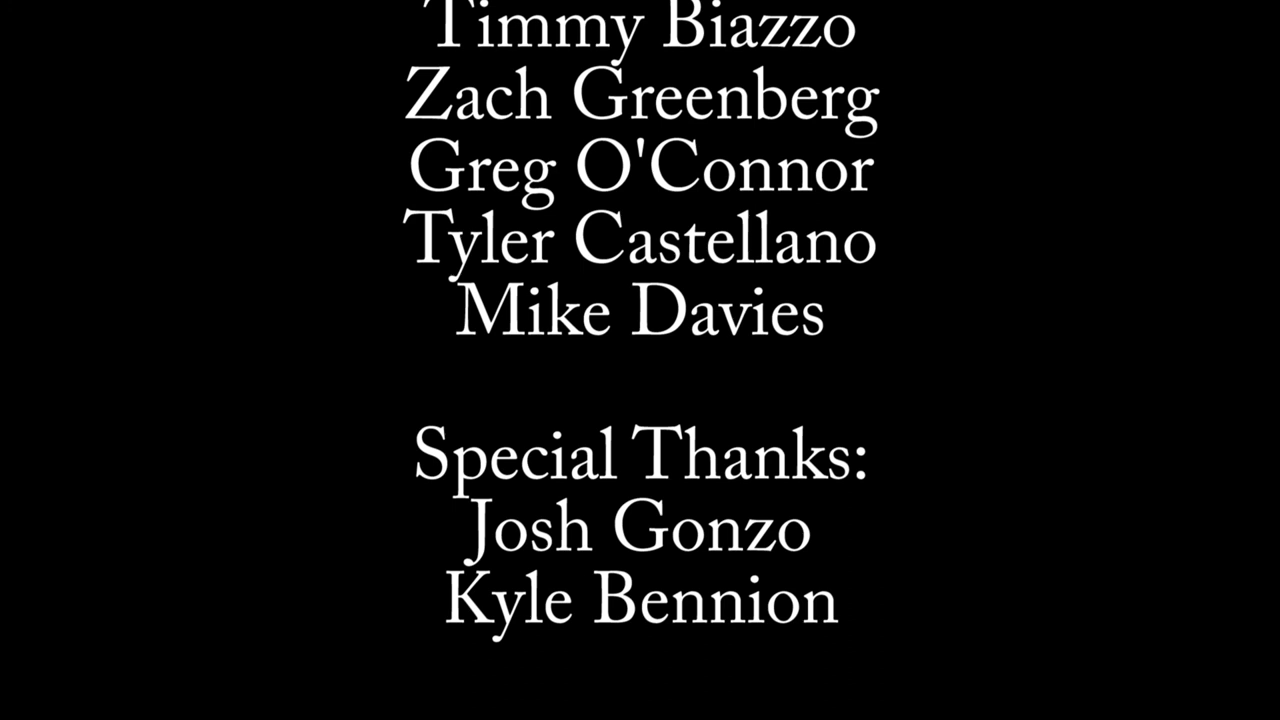 Timmy Biazzo
Zach Greenberg
Greg O'Connor
Tyler Castellano
Mike Davies
Special Thanks:
Josh Gonzo
Kyle Bennion